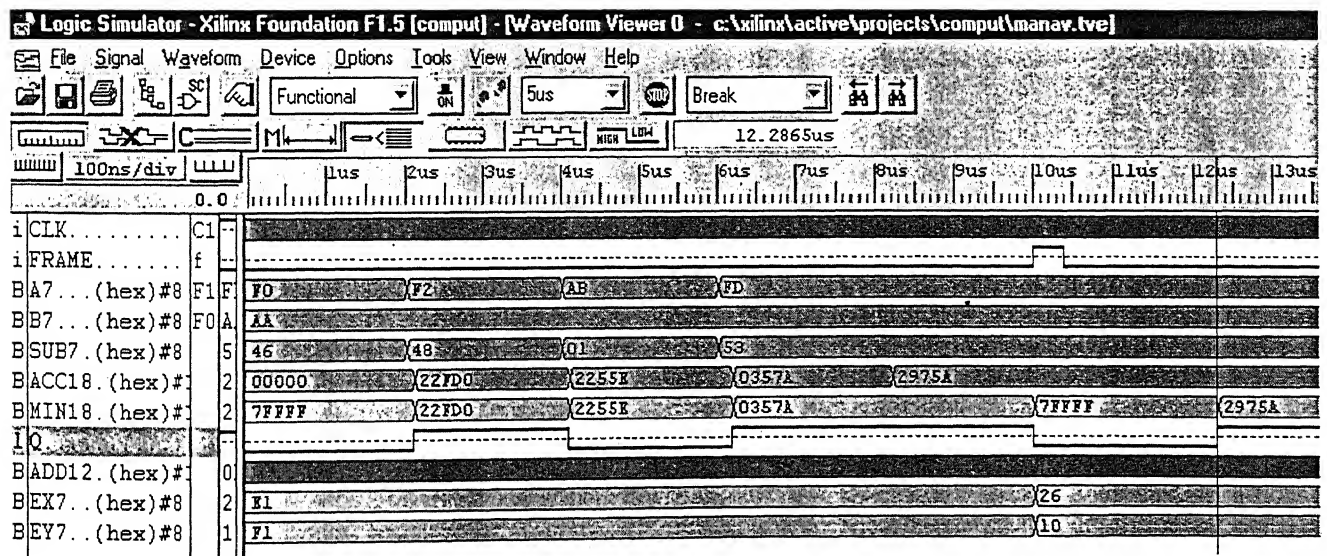 Logic Simulator - Xilinx Foundation F1.5 [comput] - [Waveform Viewer 0 - c:\xilinx\active\projects\comput\manav.tve]
File Signal Waveform Device Options Tools View Window Help
SC Functional ON 5us STOP Break
C M HIGH LOW 12.2865us
100ns/div 1us 2us 3us 4us 5us 6us 7us 8us 9us 10us 11us 12us 13us
0.0
i CLK......... C1 --
i FRAME....... f --
B A7...(hex)#8 F1 F F0 F2 AB FD
B B7...(hex)#8 F0 A AA
B SUB7.(hex)#8 5 46 48 01 53
B ACC18.(hex)#1 2 00000 22FD0 2255E 0357A 2975A
B MIN18.(hex)#1 2 7FFFF 22FD0 2255E 0357A 7FFFF 2975A
Q
B ADD12.(hex)#1 0
B EX7..(hex)#8 2 E1 26
B EY7..(hex)#8 1 F1 10